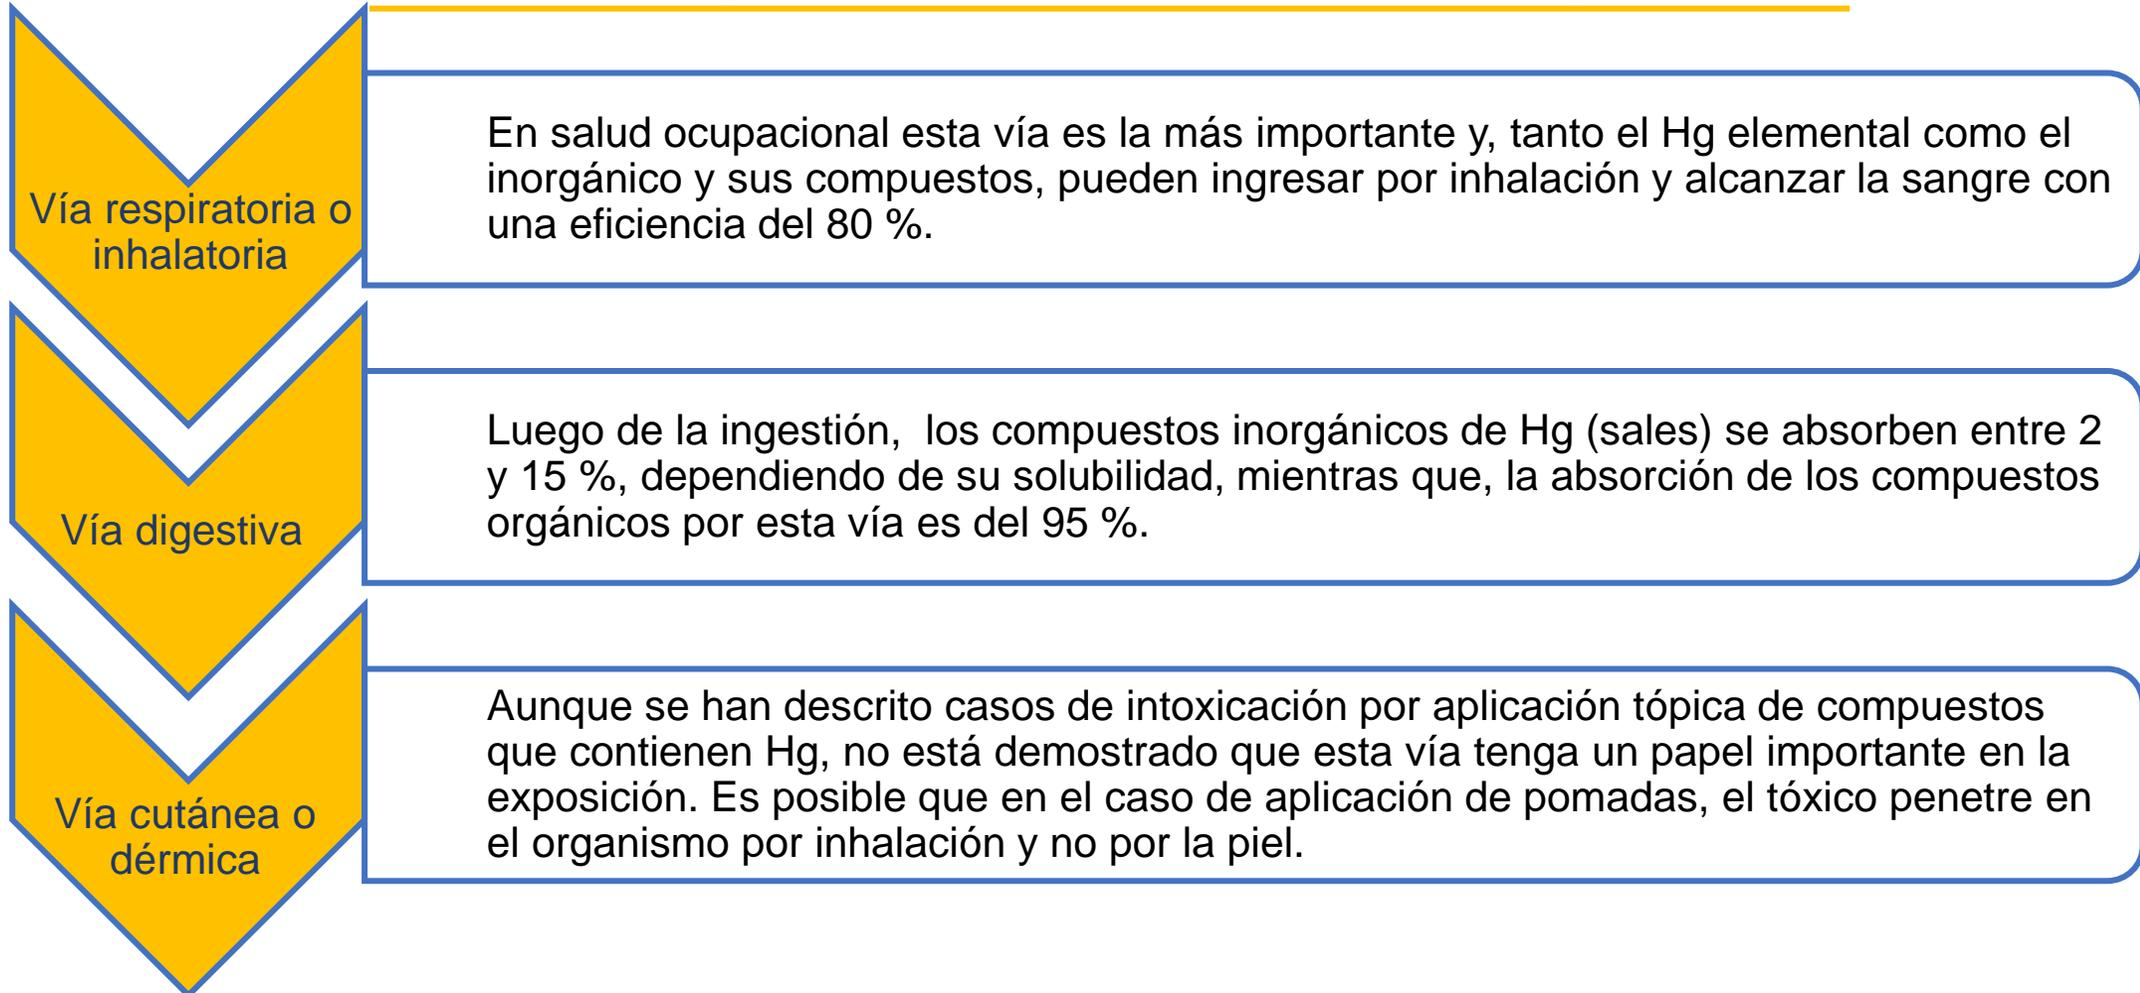 Vía respiratoria o
inhalatoria
En salud ocupacional esta vía es la más importante y, tanto el Hg elemental como el
inorgánico y sus compuestos, pueden ingresar por inhalación y alcanzar la sangre con
una eficiencia del 80 %.
Vía digestiva
Luego de la ingestión,  los compuestos inorgánicos de Hg (sales) se absorben entre 2
y 15 %, dependiendo de su solubilidad, mientras que, la absorción de los compuestos
orgánicos por esta vía es del 95 %.
Vía cutánea o
dérmica
Aunque se han descrito casos de intoxicación por aplicación tópica de compuestos
que contienen Hg, no está demostrado que esta vía tenga un papel importante en la
exposición. Es posible que en el caso de aplicación de pomadas, el tóxico penetre en
el organismo por inhalación y no por la piel.